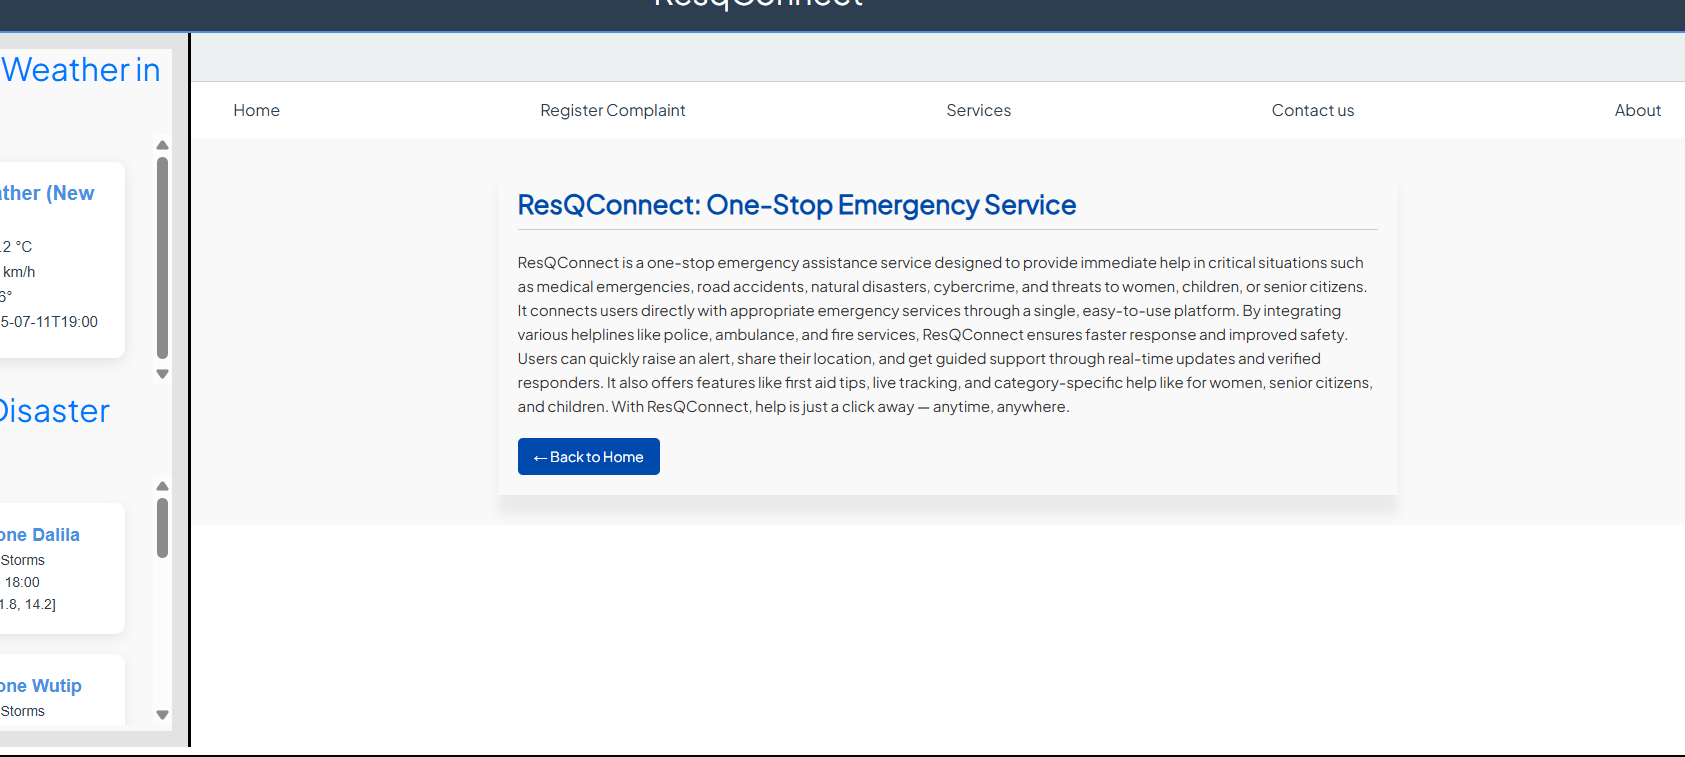 ResqConnect
Weather in
ather (New
.2 °C
km/h
6°
5-07-11T19:00
Disaster
one Dalila
Storms
18:00
1.8, 14.2]
one Wutip
Storms
Home
Register Complaint
Services
Contact us
About
ResQConnect: One-Stop Emergency Service
ResQConnect is a one-stop emergency assistance service designed to provide immediate help in critical situations such
as medical emergencies, road accidents, natural disasters, cybercrime, and threats to women, children, or senior citizens.
It connects users directly with appropriate emergency services through a single, easy-to-use platform. By integrating
various helplines like police, ambulance, and fire services, ResQConnect ensures faster response and improved safety.
Users can quickly raise an alert, share their location, and get guided support through real-time updates and verified
responders. It also offers features like first aid tips, live tracking, and category-specific help like for women, senior citizens,
and children. With ResQConnect, help is just a click away — anytime, anywhere.
← Back to Home